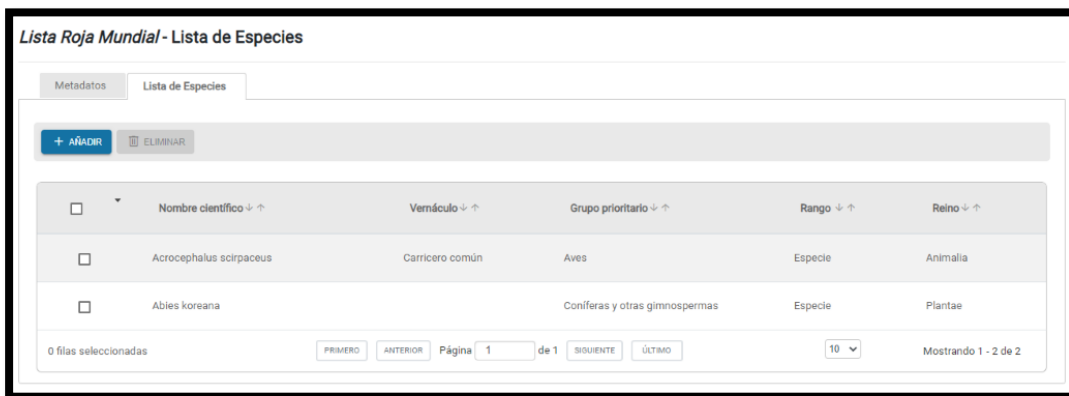 Lista Roja Mundial - Lista de Especies
Metadatos Lista de Especies
+ AÑADIR ELIMINAR
Nombre científico ↓ ↑ Vernáculo ↓ ↑ Grupo prioritario ↓ ↑ Rango ↓ ↑ Reino ↓ ↑
Acrocephalus scirpaceus Carricero común Aves Especie Animalia
Abies koreana Coníferas y otras gimnospermas Especie Plantae
0 filas seleccionadas PRIMERO ANTERIOR Página 1 de 1 SIGUIENTE ÚLTIMO 10 Mostrando 1 - 2 de 2